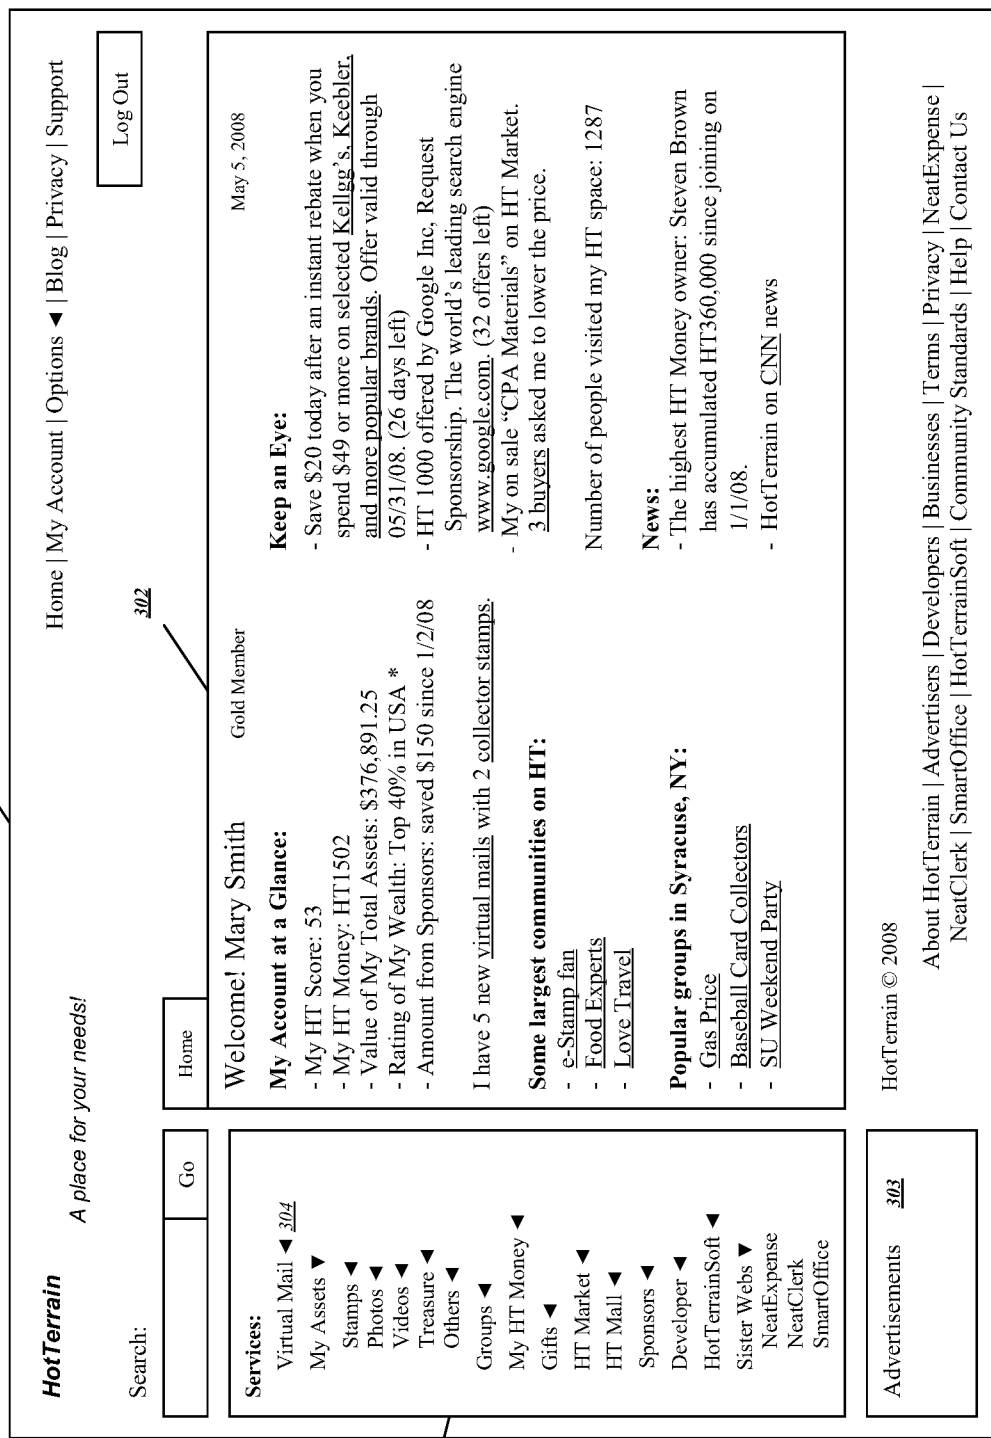 HotTerrain
A place for your needs!
Home | My Account | Options ◄ | Blog | Privacy | Support
Search:
Go
Log Out
Home
302
Services:
Virtual Mail ◄ 304
My Assets ▼
Stamps ◄
Photos ◄
Videos ◄
Treasure ◄
Others ◄
Groups ◄
My HT Money ◄
Gifts ◄
HT Market ◄
HT Mall ◄
Sponsors ◄
Developer ◄
HotTerrainSoft ◄
Sister Webs ▼
NeatExpense
NeatClerk
SmartOffice
Advertisements 303
Welcome! Mary Smith Gold Member May 5, 2008
My Account at a Glance:
- My HT Score: 53
- My HT Money: HT1502
- Value of My Total Assets: $376,891.25
- Rating of My Wealth: Top 40% in USA *
- Amount from Sponsors: saved $150 since 1/2/08
I have 5 new virtual mails with 2 collector stamps.
Some largest communities on HT:
- e-Stamp fan
- Food Experts
- Love Travel
Popular groups in Syracuse, NY:
- Gas Price
- Baseball Card Collectors
- SU Weekend Party
Keep an Eye:
- Save $20 today after an instant rebate when you
spend $49 or more on selected Kellgg's, Keebler,
and more popular brands. Offer valid through
05/31/08. (26 days left)
- HT 1000 offered by Google Inc, Request
Sponsorship. The world's leading search engine
www.google.com. (32 offers left)
- My on sale “CPA Materials” on HT Market.
3 buyers asked me to lower the price.
Number of people visited my HT space: 1287
News:
- The highest HT Money owner: Steven Brown
has accumulated HT360,000 since joining on
1/1/08.
- HotTerrain on CNN news
HotTerrain © 2008
About HotTerrain | Advertisers | Developers | Businesses | Terms | Privacy | NeatExpense |
NeatClerk | SmartOffice | HotTerrainSoft | Community Standards | Help | Contact Us